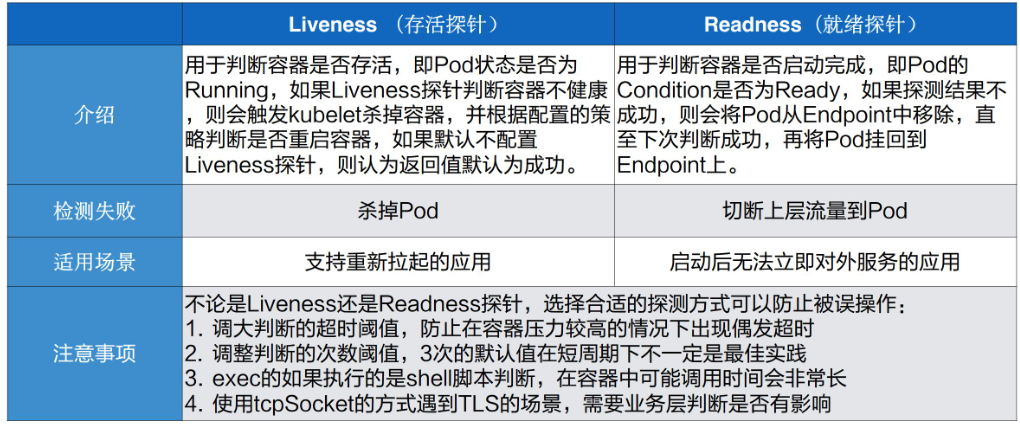 Liveness （存活探针）
Readness（就绪探针）
介绍
用于判断容器是否存活，即Pod状态是否为
Running，如果Liveness探针判断容器不健康
，则会触发kubelet杀掉容器，并根据配置的策
略判断是否重启容器，如果默认不配置
Liveness探针，则认为返回值默认为成功。
用于判断容器是否启动完成，即Pod的
Condition是否为Ready，如果探测结果不
成功，则会将Pod从Endpoint中移除，直
至下次判断成功，再将Pod挂回到
Endpoint上。
检测失败
杀掉Pod
切断上层流量到Pod
适用场景
支持重新拉起的应用
启动后无法立即对外服务的应用
注意事项
不论是Liveness还是Readness探针，选择合适的探测方式可以防止被误操作：
1. 调大判断的超时阈值，防止在容器压力较高的情况下出现偶发超时
2. 调整判断的次数阈值，3次的默认值在短周期下不一定是最佳实践
3. exec的如果执行的是shell脚本判断，在容器中可能调用时间会非常长
4. 使用tcpSocket的方式遇到TLS的场景，需要业务层判断是否有影响